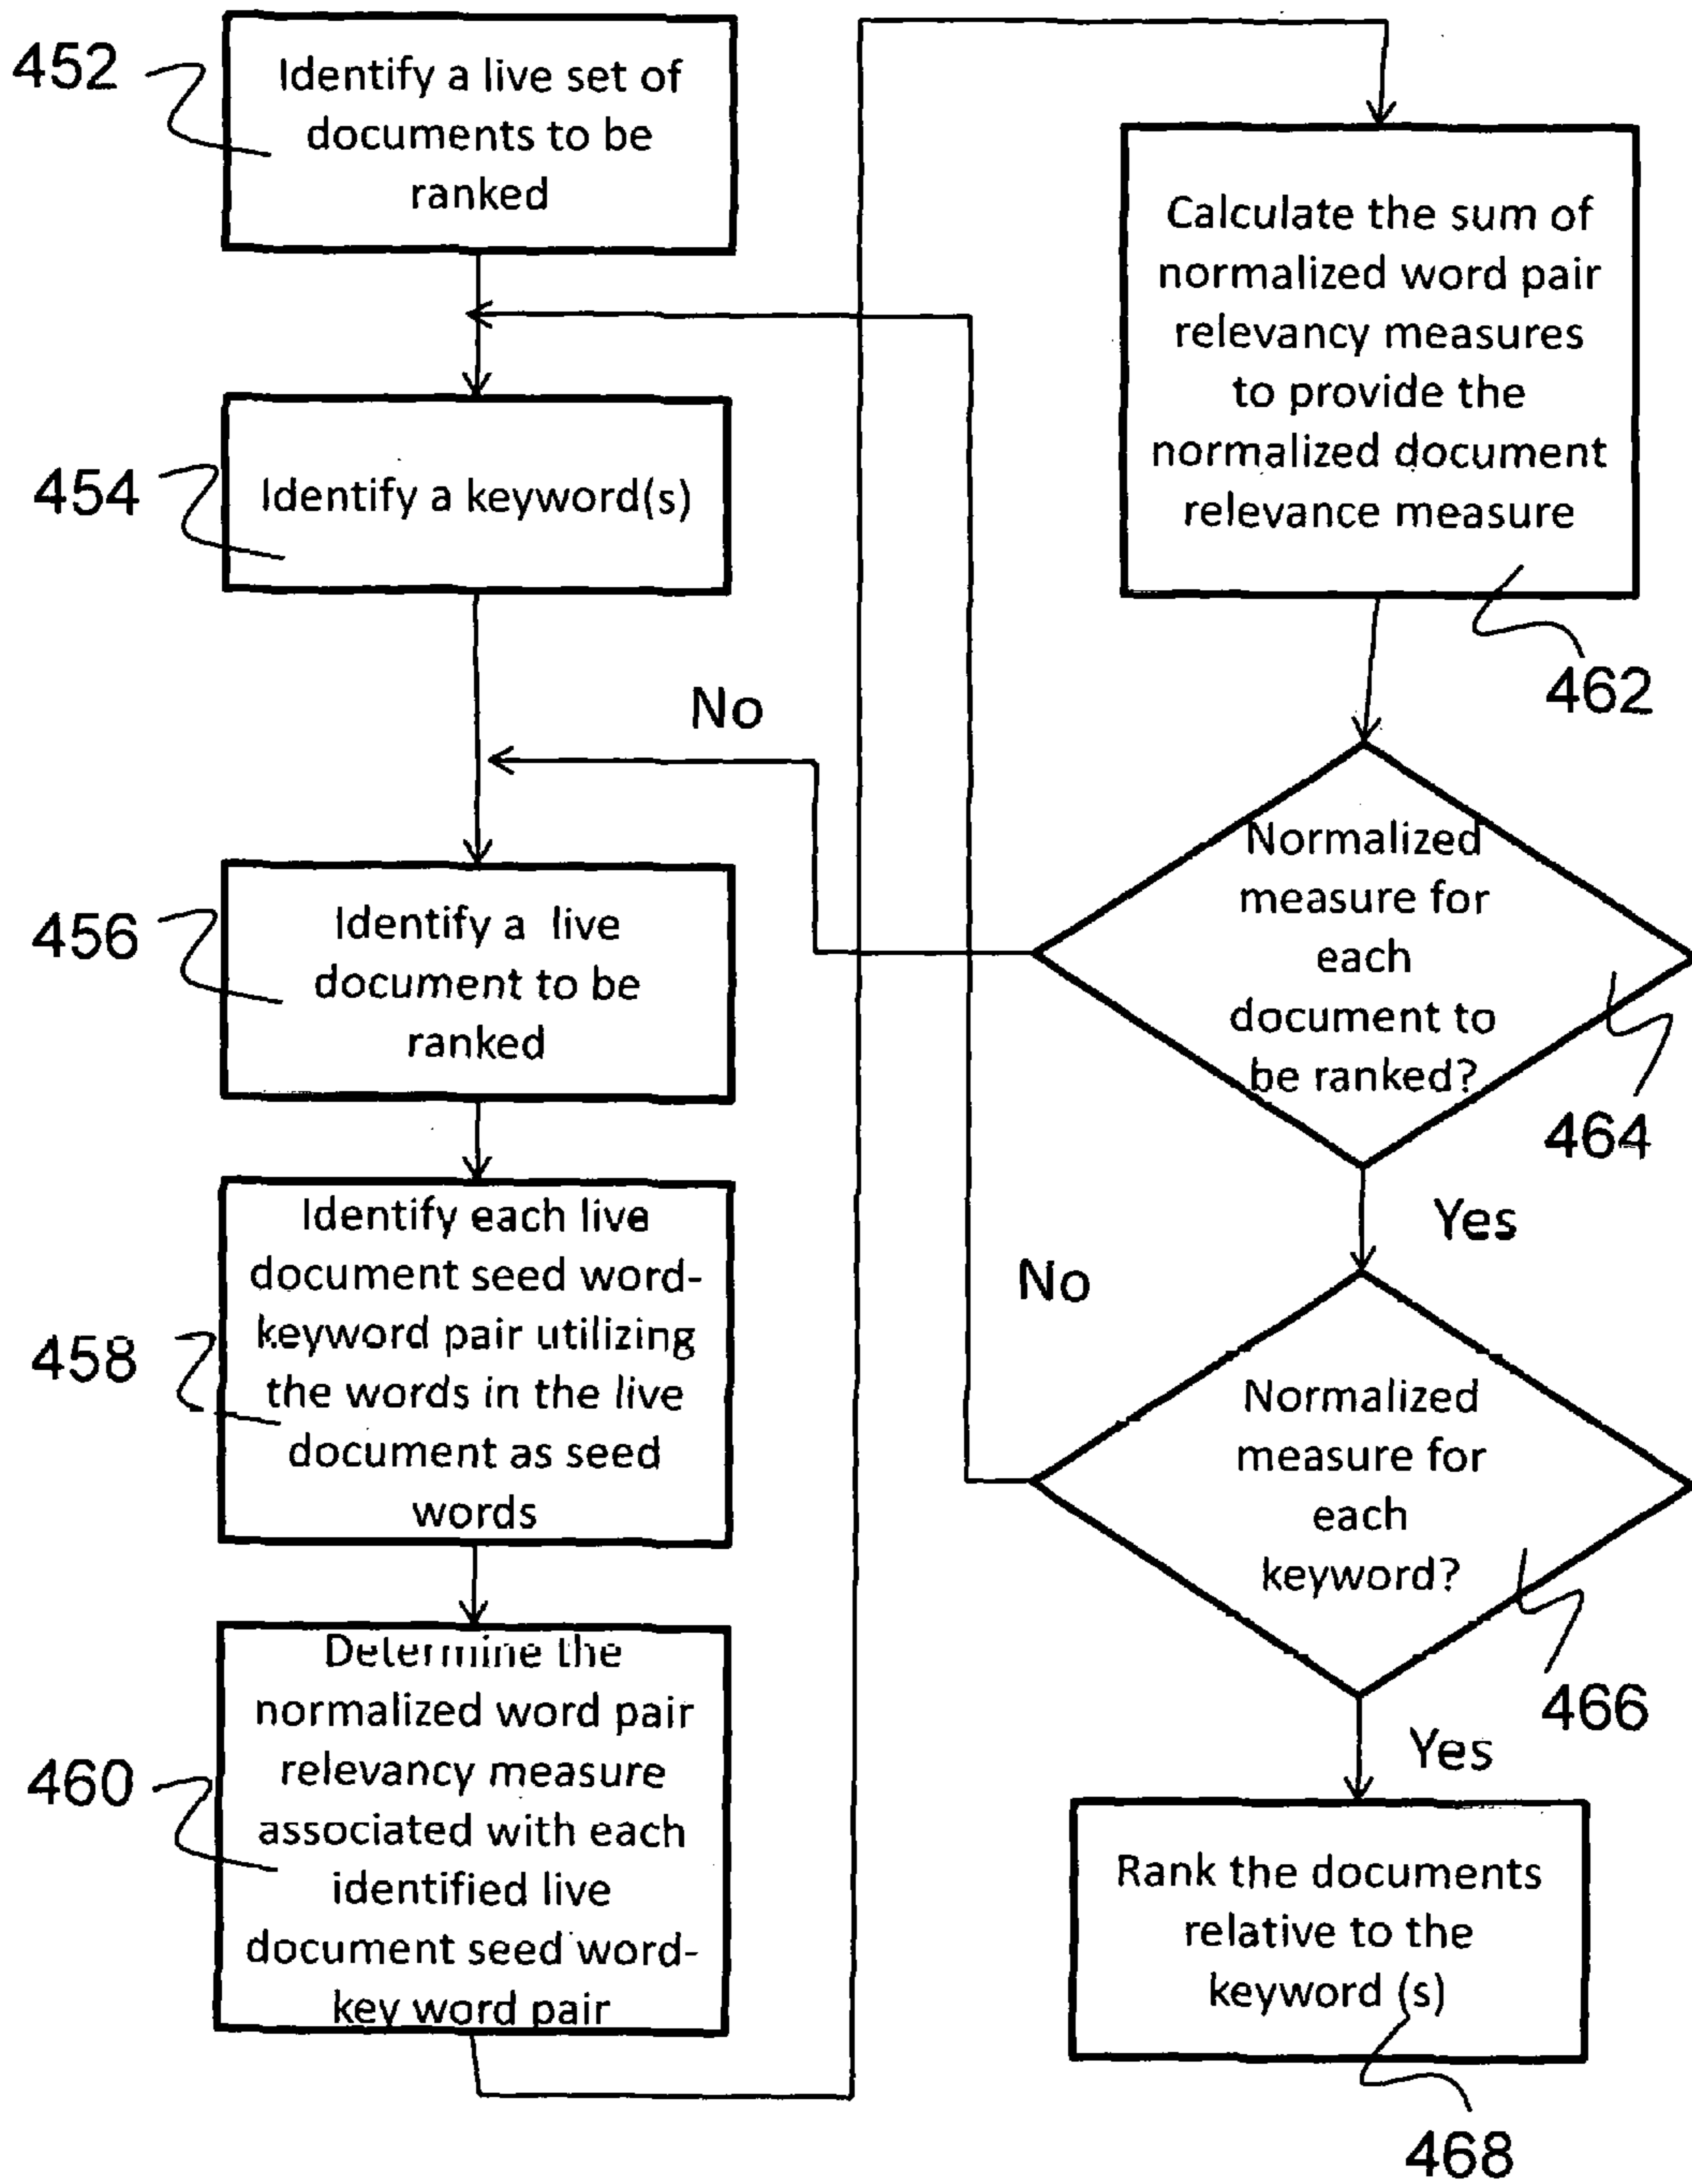 452
Identify a live set of
documents to be
ranked
454
Identify a keyword(s)
No
456
Identify a live
document to be
ranked
458
Identify each live
document seed word-
keyword pair utilizing
the words in the live
document as seed
words
460
Determine the
normalized word pair
relevancy measure
associated with each
identified live
document seed word-
key word pair
Calculate the sum of
normalized word pair
relevancy measures
to provide the
normalized document
relevance measure
462
Normalized
measure for
each
document to
be ranked?
464
Yes
No
Normalized
measure for
each
keyword?
466
Yes
Rank the documents
relative to the
keyword (s)
468